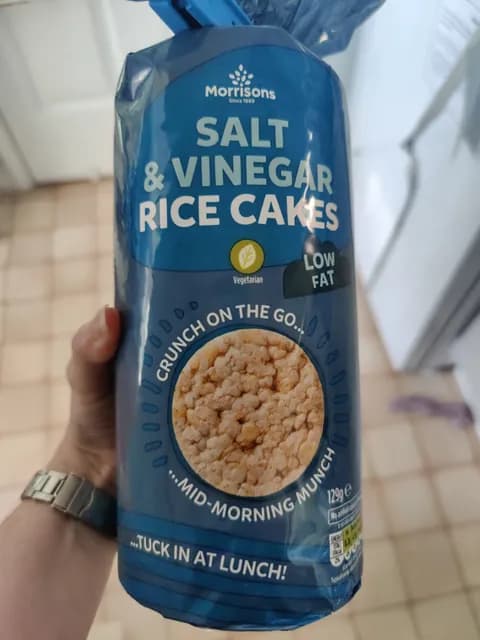 Morrisons
Since 1899
SALT
& VINEGAR
RICE CAKES
Vegetarian
LOW
FAT
CRUNCH ON THE GO...
...MID-MORNING MUNCH
129g e
...TUCK IN AT LUNCH!